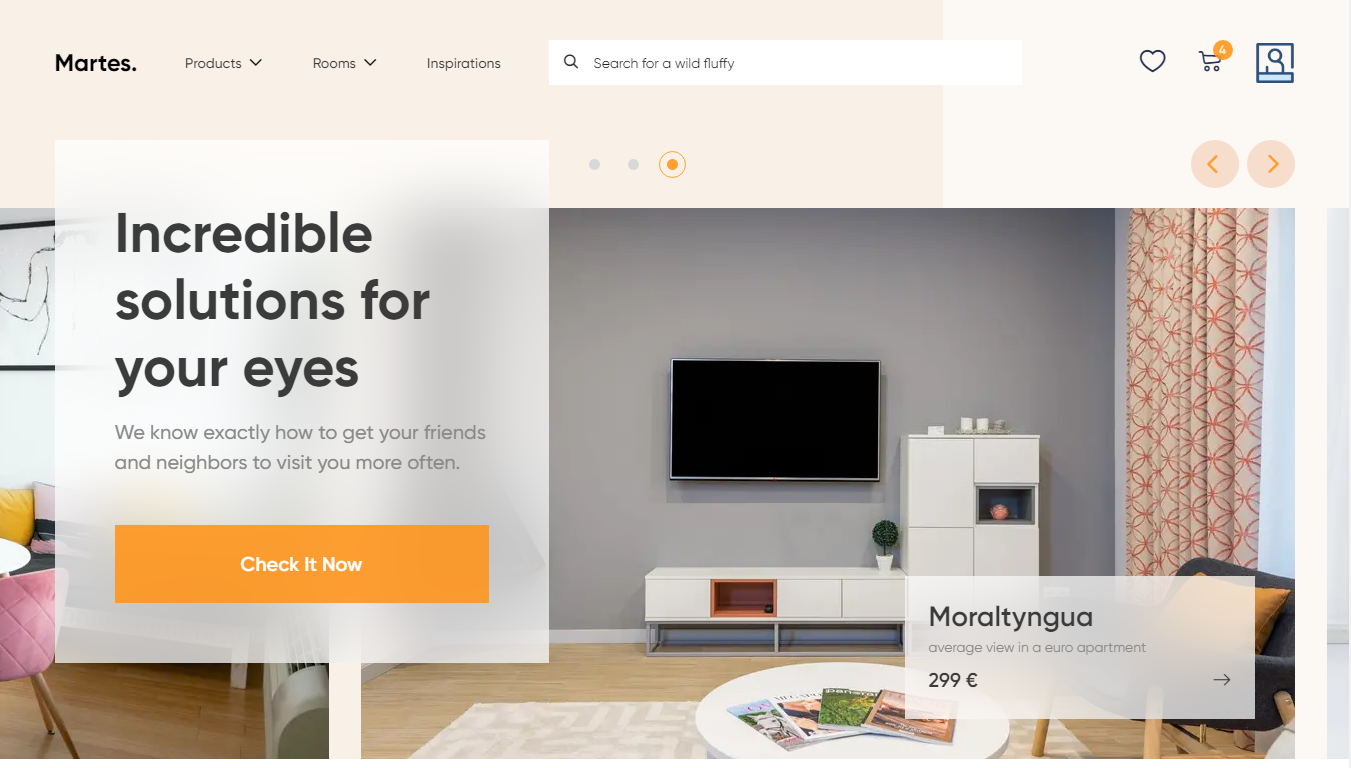 Martes.
Products
Rooms
Inspirations
Search for a wild fluffy
4
Incredible
solutions for
your eyes
We know exactly how to get your friends
and neighbors to visit you more often.
Check It Now
Moraltyngua
average view in a euro apartment
299 €